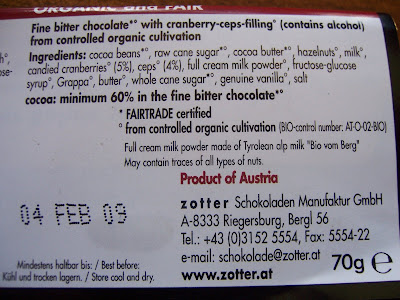 ORGANIC and FAIR
Fine bitter chocolate*° with cranberry-ceps-filling° (contains alcohol)
from controlled organic cultivation
Ingredients: cocoa beans*°, raw cane sugar*°, cocoa butter*°, hazelnuts°, milk°,
candied cranberries° (5%), ceps° (4%), full cream milk powder°, fructose-glucose
syrup°, Grappa°, butter°, whole cane sugar*°, genuine vanilla°, salt
cocoa: minimum 60% in the fine bitter chocolate*°
* FAIRTRADE certified
° from controlled organic cultivation (BIO-control number: AT-O-02-BIO)
Full cream milk powder made of Tyrolean alp milk "Bio vom Berg"
May contain traces of all types of nuts.
Product of Austria
zotter Schokoladen Manufaktur GmbH
A-8333 Riegersburg, Bergl 56
Tel.: +43 (0)3152 5554, Fax: 5554-22
e-mail: schokolade@zotter.at
www.zotter.at
70g e
04 FEB 09
Mindestens haltbar bis: / Best before:
Kühl und trocken lagern. / Store cool and dry.